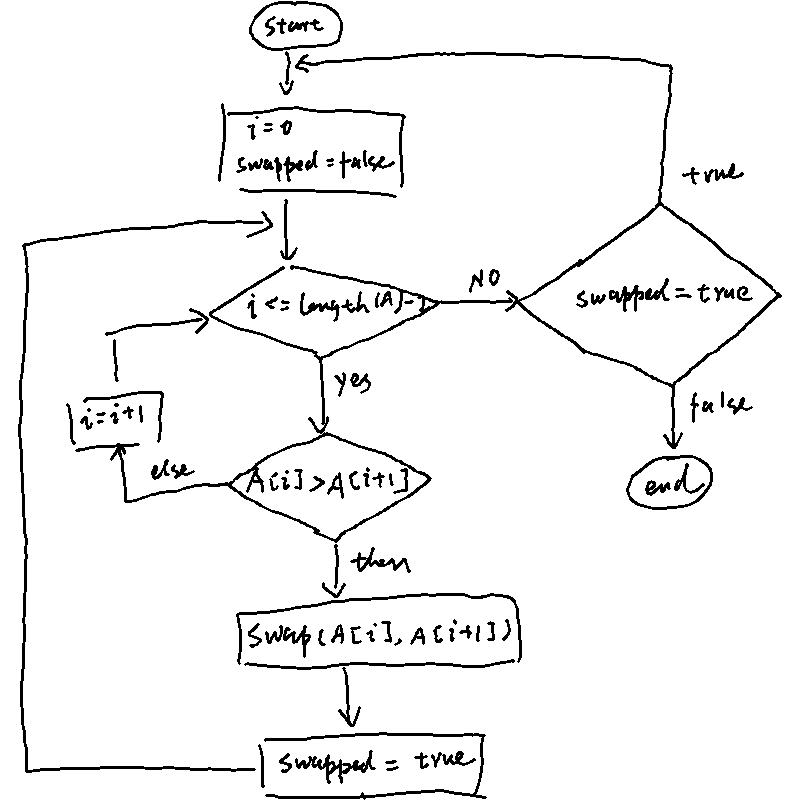 start
i = 0
swapped = false
i <= length(A)-1
NO
true
swapped = true
false
end
yes
i = i+1
else
A[i] > A[i+1]
then
swap(A[i], A[i+1])
swapped = true